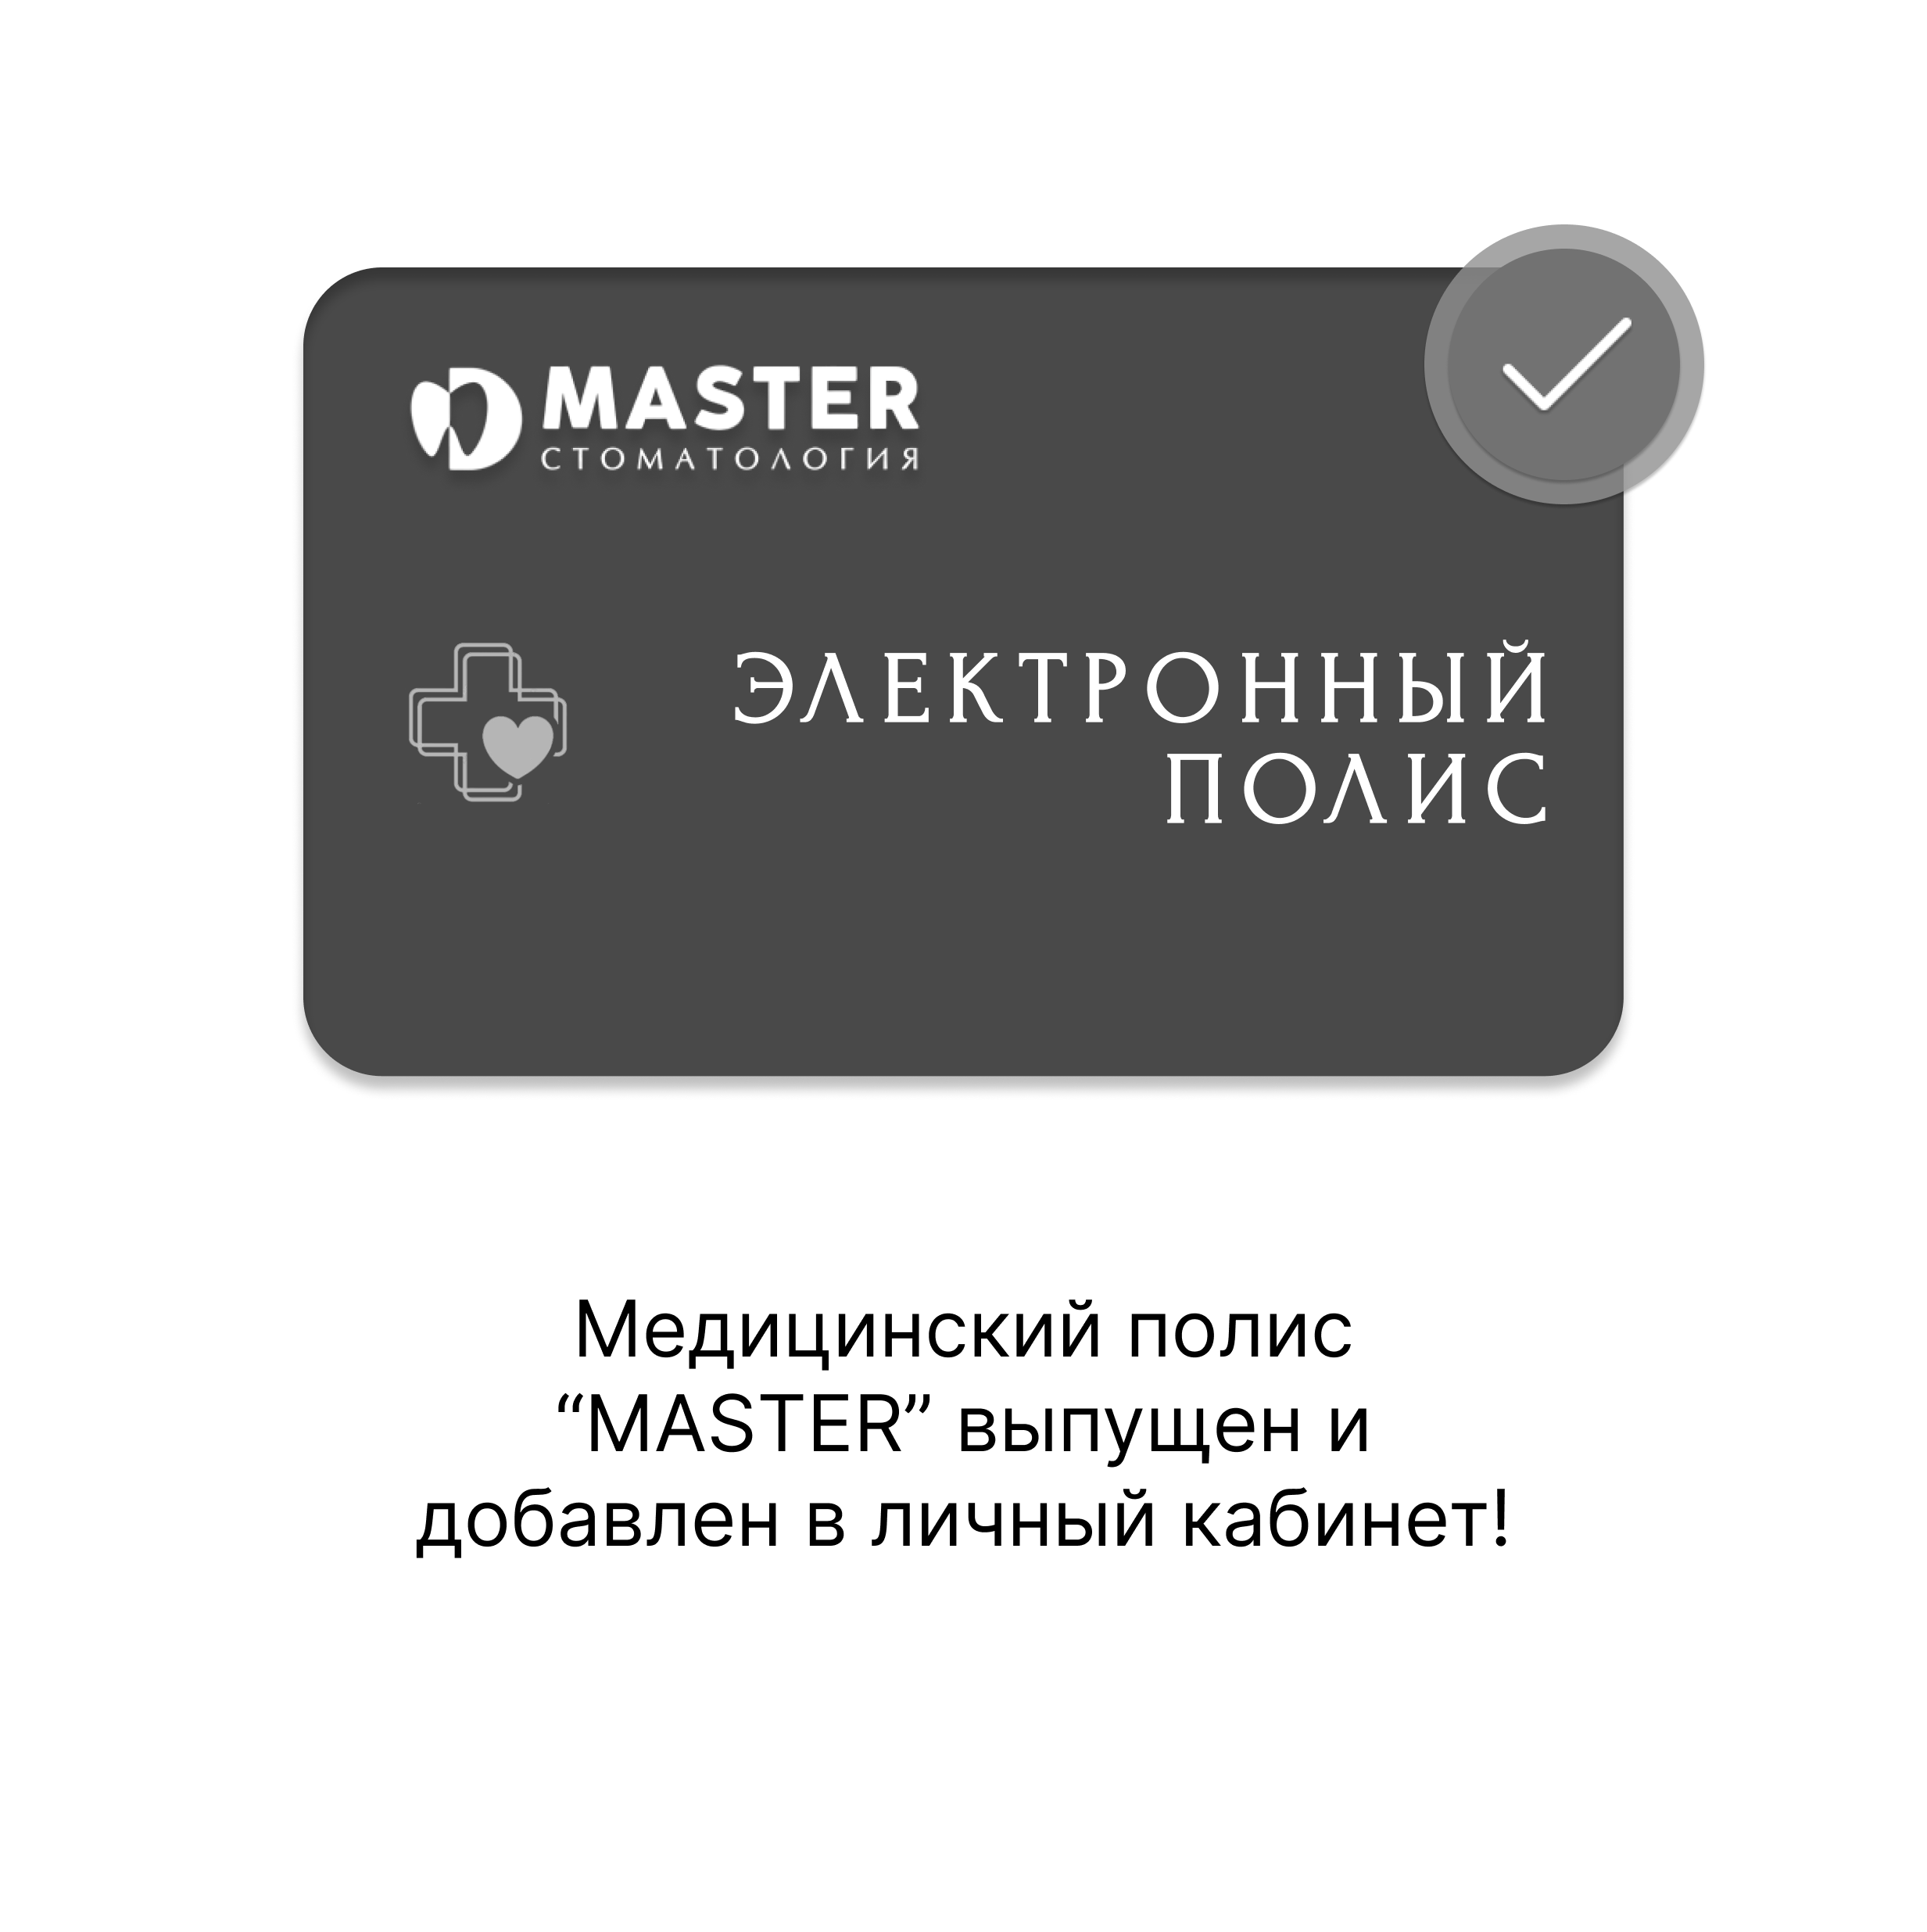 MASTER
СТОМАТОЛОГИЯ
ЭЛЕКТРОННЫЙ
ПОЛИС
Медицинский полис
“MASTER” выпущен и
добавлен в личный кабинет!